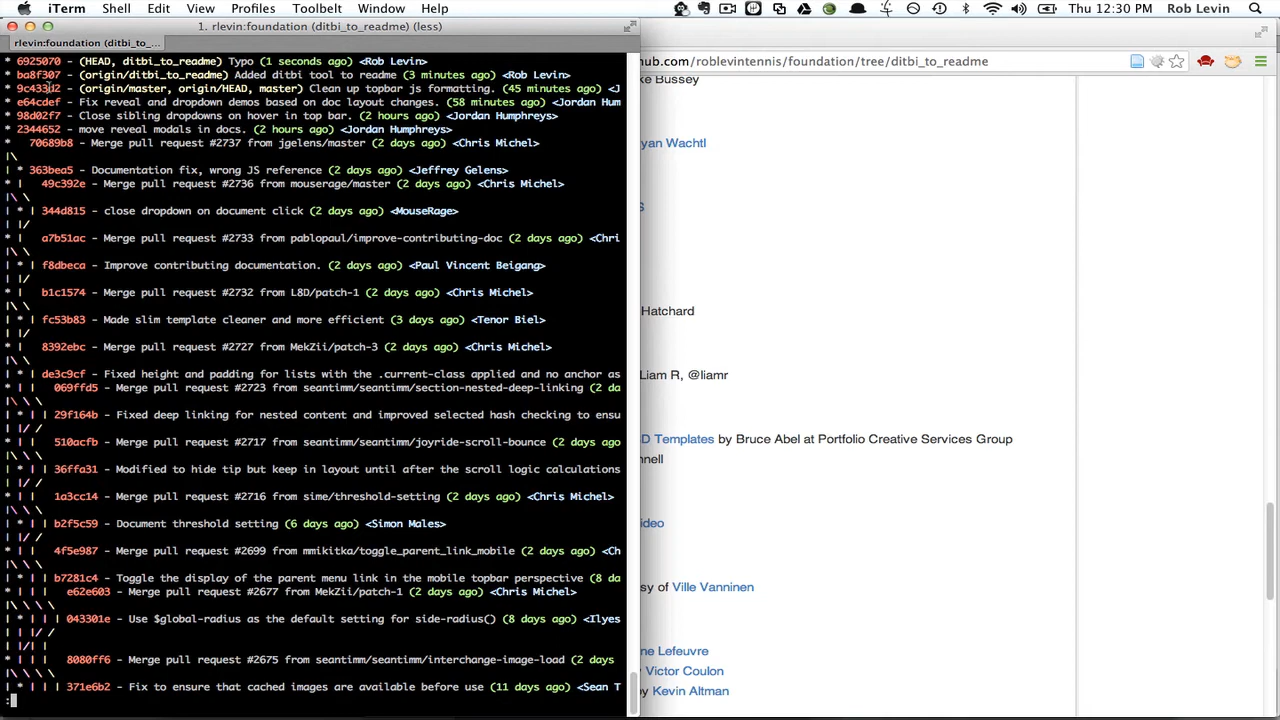 iTerm Shell Edit View Profiles Toolbelt Window Help Thu 12:30 PM Rob Levin
1. rlevin:foundation (ditbi_to_readme) (less)
rlevin:foundation (ditbi_to_...
* 6925070 - (HEAD, ditbi_to_readme) Typo (1 seconds ago) <Rob Levin>
* ba8f307 - (origin/ditbi_to_readme) Added ditbi tool to readme (3 minutes ago) <Rob Levin>
* 9c433d2 - (origin/master, origin/HEAD, master) Clean up topbar js formatting. (45 minutes ago) <J
* e64cdef - Fix reveal and dropdown demos based on doc layout changes. (58 minutes ago) <Jordan Hum
* 98d02f7 - Close sibling dropdowns on hover in top bar. (2 hours ago) <Jordan Humphreys>
* 2344652 - move reveal modals in docs. (2 hours ago) <Jordan Humphreys>
*   70689b8 - Merge pull request #2737 from jgelens/master (2 days ago) <Chris Michel>
|\
| * 363bea5 - Documentation fix, wrong JS reference (2 days ago) <Jeffrey Gelens>
* |   49c392e - Merge pull request #2736 from mouserage/master (2 days ago) <Chris Michel>
|\ \
| * | 344d815 - close dropdown on document click (2 days ago) <MouseRage>
| |/
* |   a7b51ac - Merge pull request #2733 from pablopaul/improve-contributing-doc (2 days ago) <Chri
|\ \
| * | f8dbeca - Improve contributing documentation. (2 days ago) <Paul Vincent Beigang>
| |/
* |   b1c1574 - Merge pull request #2732 from L8D/patch-1 (2 days ago) <Chris Michel>
|\ \
| * | fc53b83 - Made slim template cleaner and more efficient (3 days ago) <Tenor Biel>
| |/
* |   8392ebc - Merge pull request #2727 from MekZii/patch-3 (2 days ago) <Chris Michel>
|\ \
| * | de3c9cf - Fixed height and padding for lists with the .current-class applied and no anchor as
* | |   069ffd5 - Merge pull request #2723 from seantimm/seantimm/section-nested-deep-linking (2 da
|\ \ \
| * | | 29f164b - Fixed deep linking for nested content and improved selected hash checking to ensu
| |/ /
* | |   510acfb - Merge pull request #2717 from seantimm/seantimm/joyride-scroll-bounce (2 days ago
|\ \ \
| * | | 36ffa31 - Modified to hide tip but keep in layout until after the scroll logic calculations
| |/ /
* | |   1a3cc14 - Merge pull request #2716 from sime/threshold-setting (2 days ago) <Chris Michel>
|\ \ \
| * | | b2f5c59 - Document threshold setting (6 days ago) <Simon Males>
| |/ /
* | |   4f5e987 - Merge pull request #2699 from mmikitka/toggle_parent_link_mobile (2 days ago) <Ch
|\ \ \
| * | | b7281c4 - Toggle the display of the parent menu link in the mobile topbar perspective (8 da
* | | |   e62e603 - Merge pull request #2677 from MekZii/patch-1 (2 days ago) <Chris Michel>
|\ \ \ \
| * | | | 043301e - Use $global-radius as the default setting for side-radius() (8 days ago) <Ilyes
| | |/ /
| |/| |
* | | |   8080ff6 - Merge pull request #2675 from seantimm/seantimm/interchange-image-load (2 days
|\ \ \ \
| * | | | 371e6b2 - Fix to ensure that cached images are available before use (11 days ago) <Sean T
:
hub.com/roblevintennis/foundation/tree/ditbi_to_readme
ke Bussey
yan Wachtl
S
Hatchard
Liam R, @liamr
D Templates by Bruce Abel at Portfolio Creative Services Group
nnell
ideo
sy of Ville Vanninen
ne Lefeuvre
Victor Coulon
by Kevin Altman